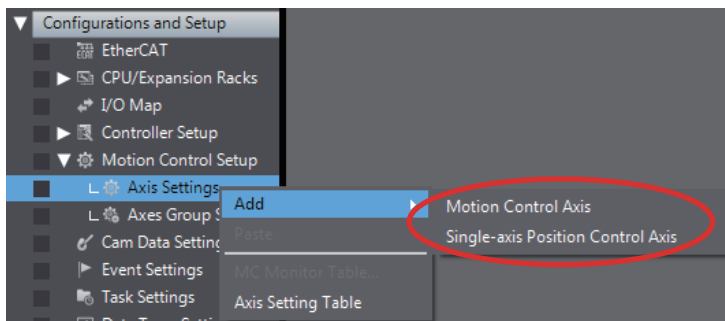 Configurations and Setup
EtherCAT
CPU/Expansion Racks
I/O Map
Controller Setup
Motion Control Setup
Axis Settings
Axes Group S
Cam Data Setting
Event Settings
Task Settings
Add
Paste
MC Monitor Table...
Axis Setting Table
Motion Control Axis
Single-axis Position Control Axis